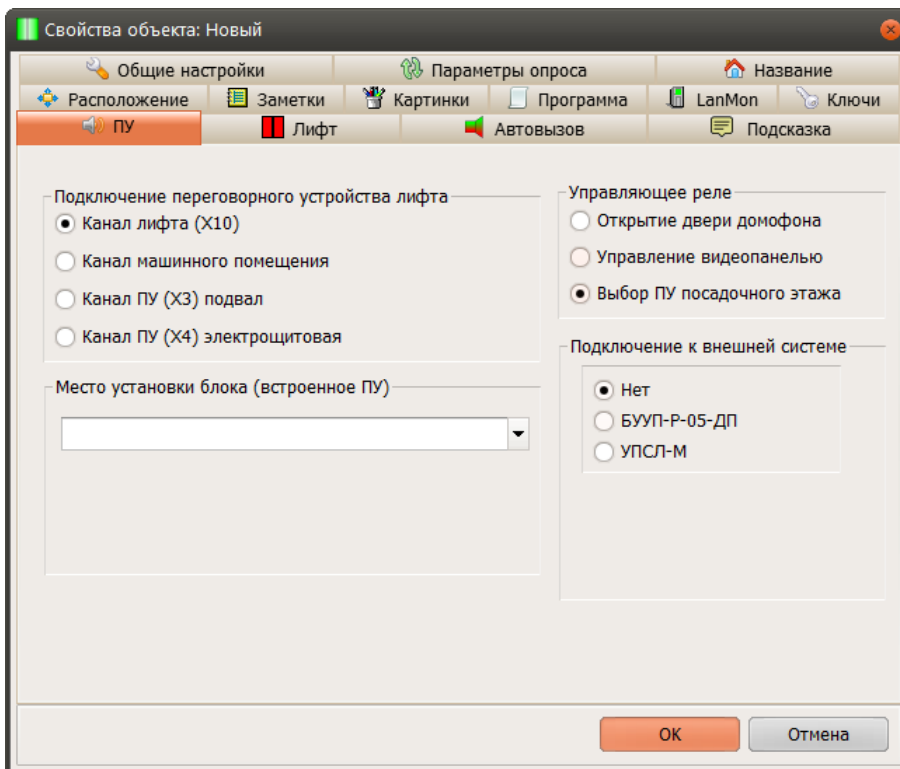 Свойства объекта: Новый
Общие настройки
Параметры опроса
Название
Расположение
Заметки
Картинки
Программа
LanMon
Ключи
ПУ
Лифт
Автовызов
Подсказка
Подключение переговорного устройства лифта
Канал лифта (X10)
Канал машинного помещения
Канал ПУ (X3) подвал
Канал ПУ (X4) электрощитовая
Место установки блока (встроенное ПУ)
Управляющее реле
Открытие двери домофона
Управление видеопанелью
Выбор ПУ посадочного этажа
Подключение к внешней системе
Нет
БУУП-Р-05-ДП
УПСЛ-М
OK
Отмена